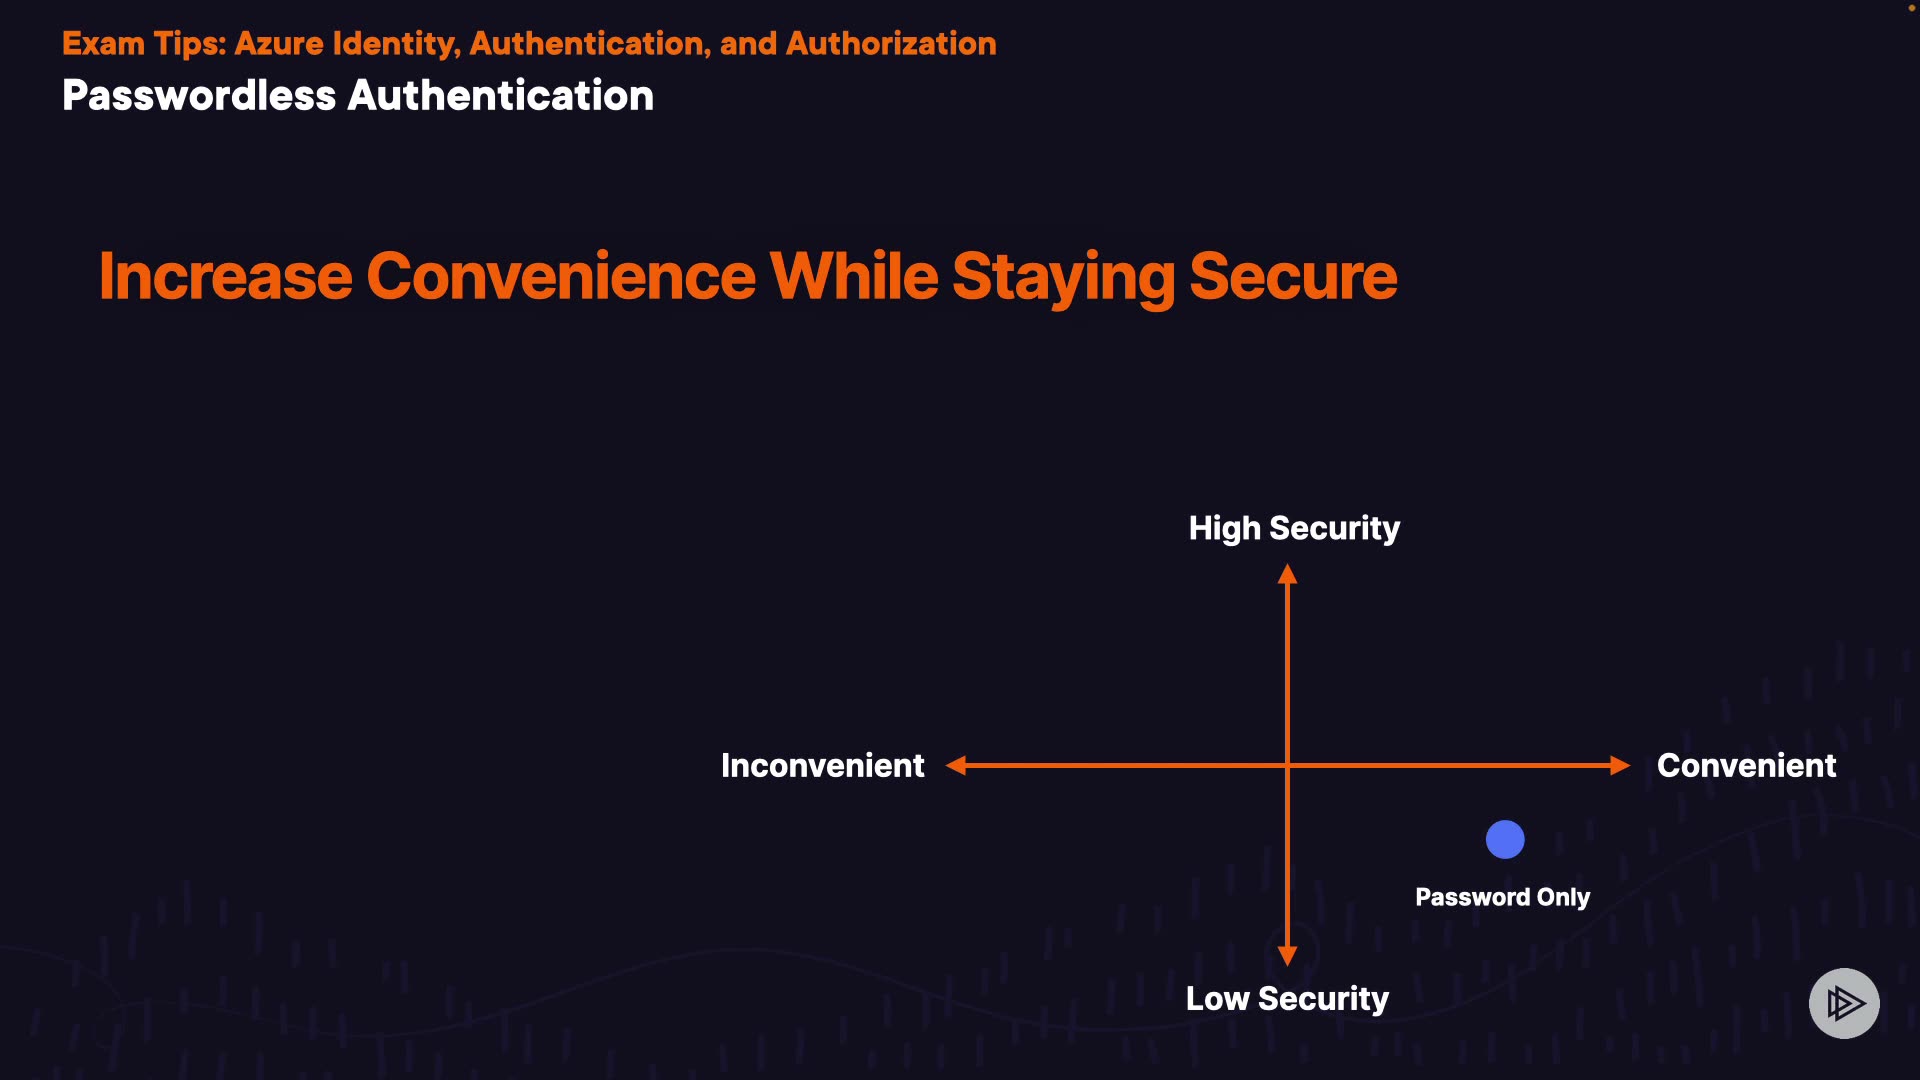 Exam Tips: Azure Identity, Authentication, and Authorization
Passwordless Authentication
Increase Convenience While Staying Secure
High Security
Inconvenient
Convenient
Password Only
Low Security